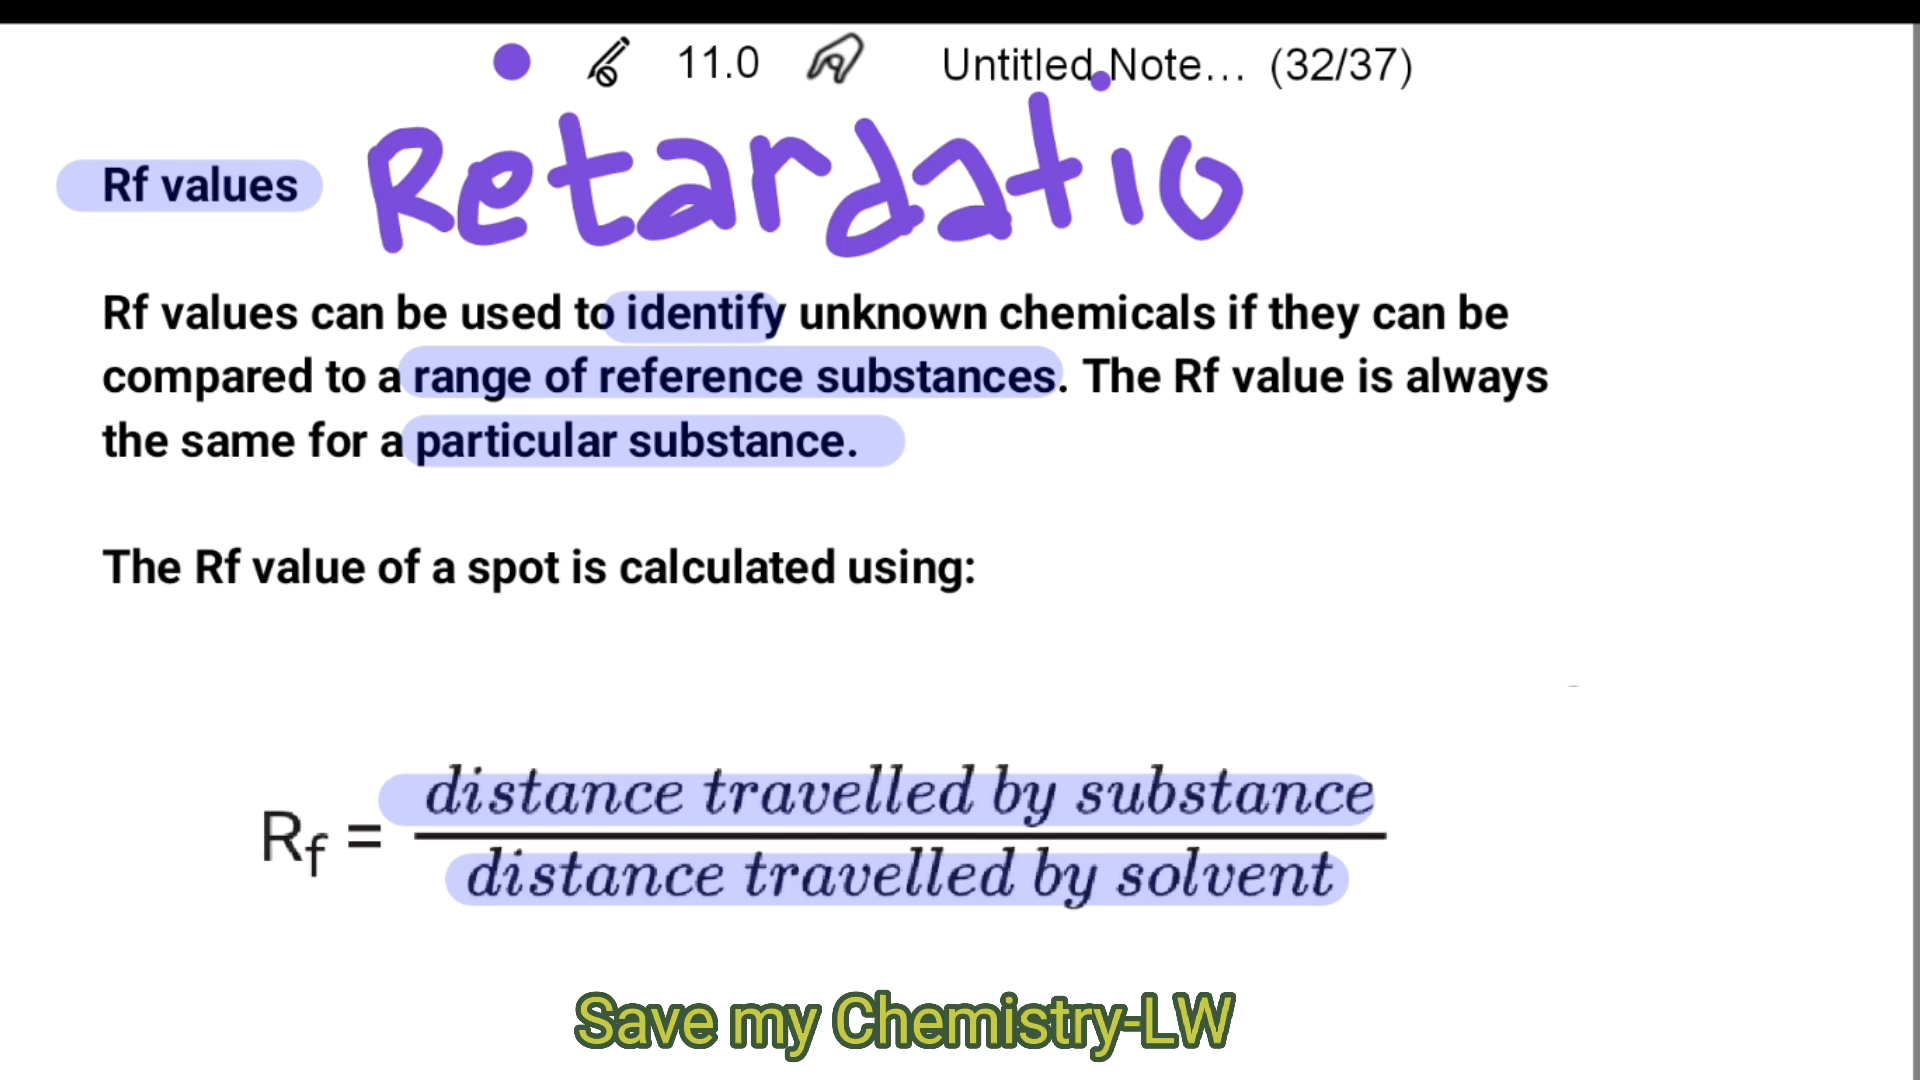 11.0 Untitled Note... (32/37)
Rf values Retardatio
Rf values can be used to identify unknown chemicals if they can be
compared to a range of reference substances. The Rf value is always
the same for a particular substance.
The Rf value of a spot is calculated using:
distance travelled by substance
Rf =
distance travelled by solvent
Save my Chemistry-LW